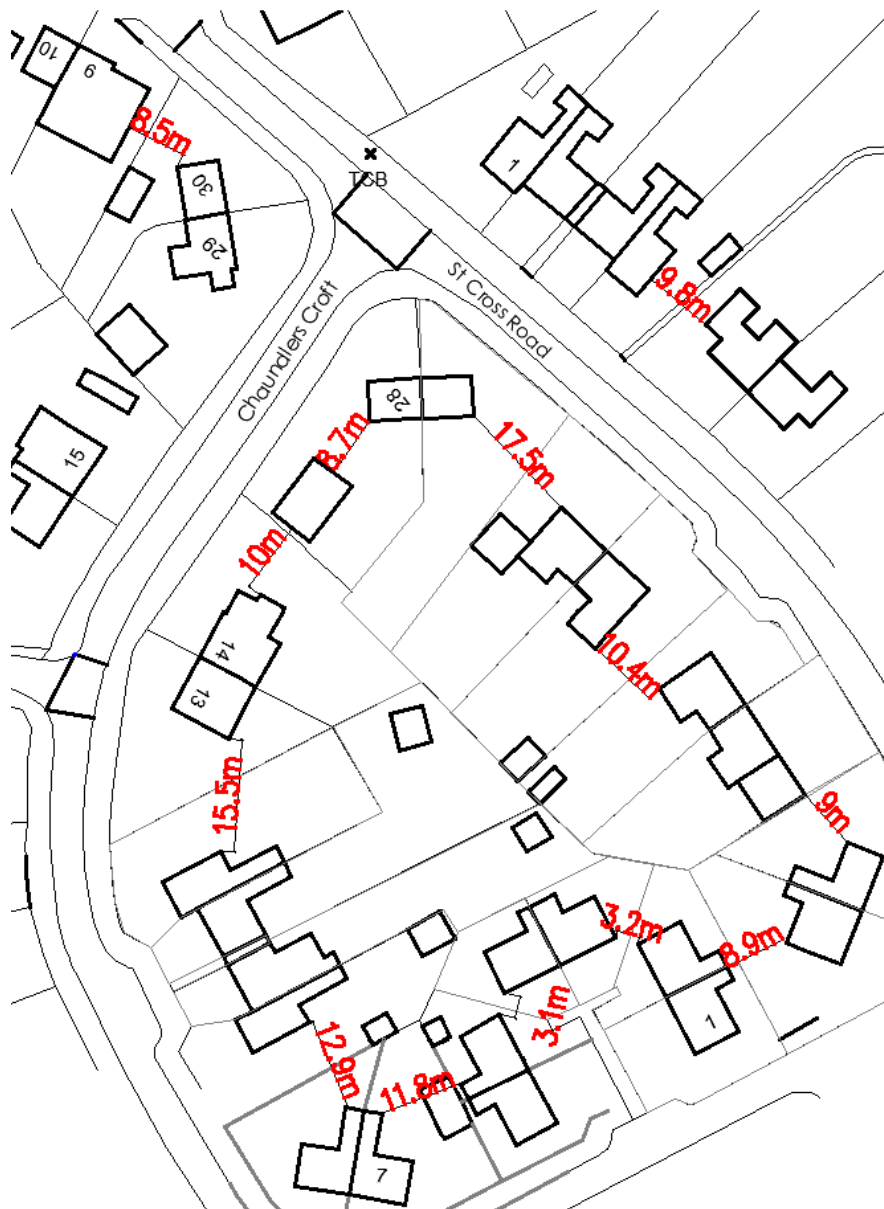 10
9
8.5m
30
29
TCB
1
St Cross Road
9.8m
Chaundlers Croft
28
8.7m
17.5m
15
10m
14
13
10.4m
15.5m
9m
3.2m
8.9m
3.1m
1
12.9m
11.8m
7